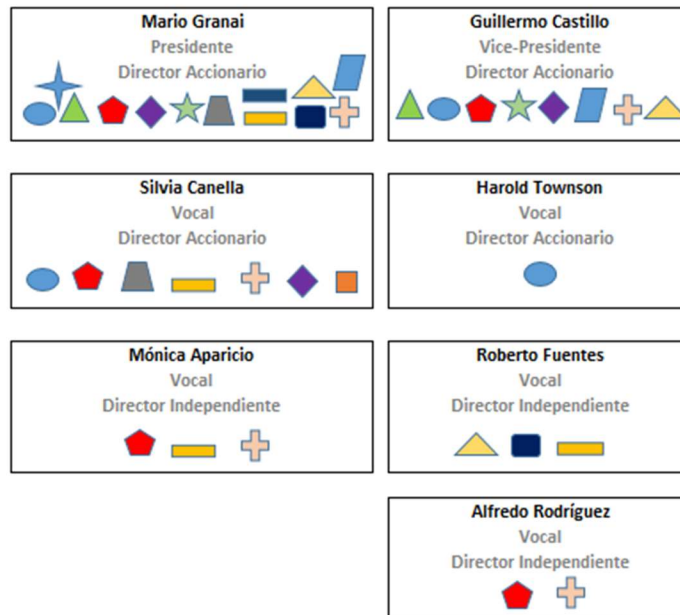 Mario Granai
Presidente
Director Accionario
Guillermo Castillo
Vice-Presidente
Director Accionario
Silvia Canella
Vocal
Director Accionario
Harold Townson
Vocal
Director Accionario
Mónica Aparicio
Vocal
Director Independiente
Roberto Fuentes
Vocal
Director Independiente
Alfredo Rodríguez
Vocal
Director Independiente